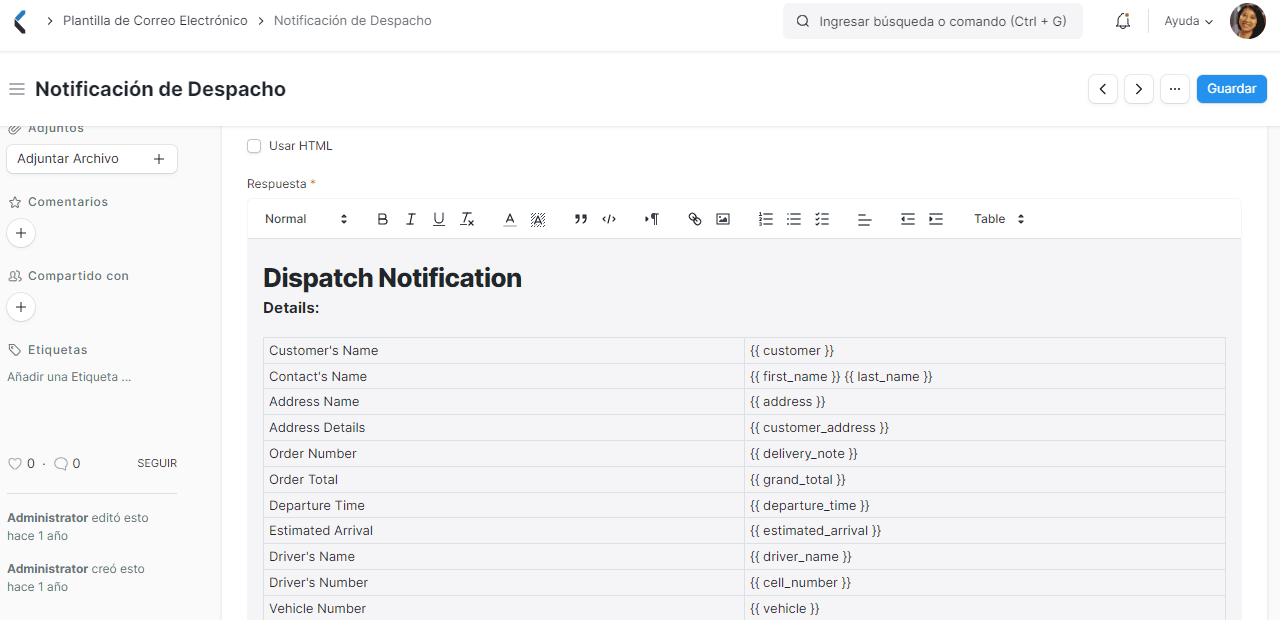 Plantilla de Correo Electrónico
Notificación de Despacho
Ingresar búsqueda o comando (Ctrl + G)
Ayuda
Notificación de Despacho
Guardar
Adjuntos
Adjuntar Archivo
Comentarios
Compartido con
Etiquetas
Añadir una Etiqueta ...
0 · 0 SEGUIR
Administrator editó esto
hace 1 año
Administrator creó esto
hace 1 año
Usar HTML
Respuesta *
Normal
Table
Dispatch Notification
Details:
Customer's Name {{ customer }}
Contact's Name {{ first_name }} {{ last_name }}
Address Name {{ address }}
Address Details {{ customer_address }}
Order Number {{ delivery_note }}
Order Total {{ grand_total }}
Departure Time {{ departure_time }}
Estimated Arrival {{ estimated_arrival }}
Driver's Name {{ driver_name }}
Driver's Number {{ cell_number }}
Vehicle Number {{ vehicle }}